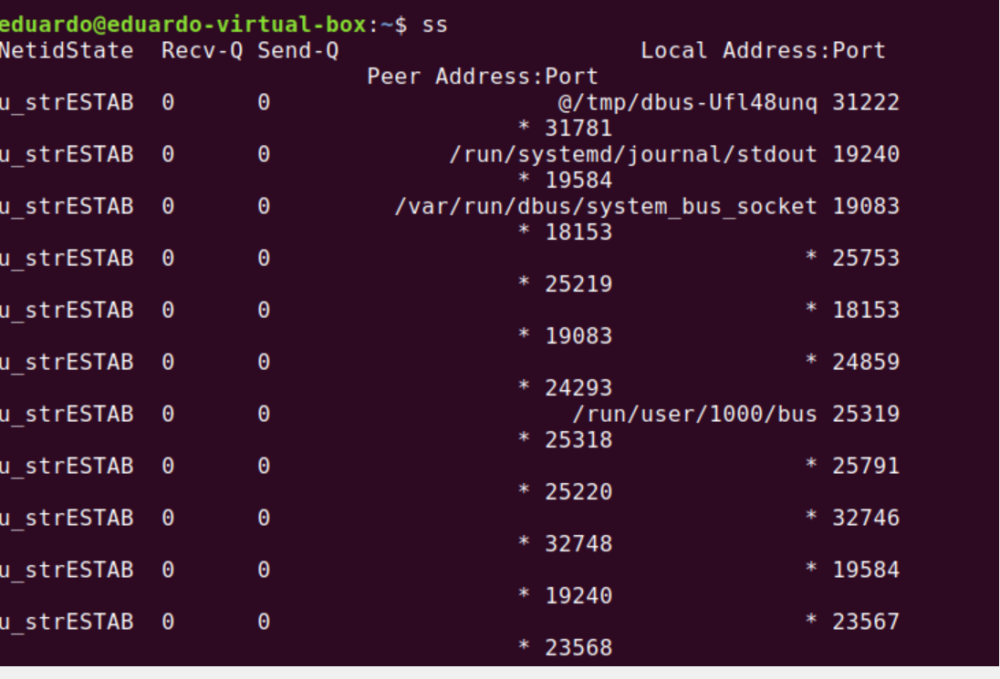 eduardo@eduardo-virtual-box:~$ ss
NetidState Recv-Q Send-Q Local Address:Port
Peer Address:Port
u_strESTAB 0 0 @/tmp/dbus-Ufl48unq 31222
* 31781
u_strESTAB 0 0 /run/systemd/journal/stdout 19240
* 19584
u_strESTAB 0 0 /var/run/dbus/system_bus_socket 19083
* 18153
u_strESTAB 0 0 * 25753
* 25219
u_strESTAB 0 0 * 18153
* 19083
u_strESTAB 0 0 * 24859
* 24293
u_strESTAB 0 0 /run/user/1000/bus 25319
* 25318
u_strESTAB 0 0 * 25791
* 25220
u_strESTAB 0 0 * 32746
* 32748
u_strESTAB 0 0 * 19584
* 19240
u_strESTAB 0 0 * 23567
* 23568